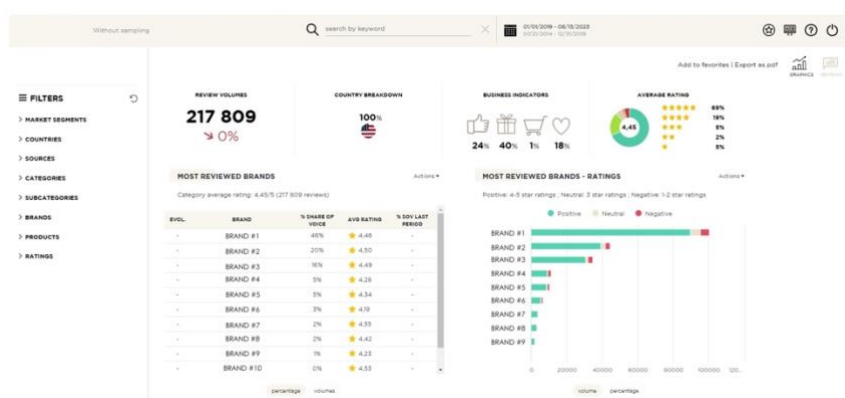 Without sampling
search by keyword
01/01/2019 - 06/15/2023
Add to favorites | Export as pdf
GRAPHICS
FILTERS
MARKET SEGMENTS
COUNTRIES
SOURCES
CATEGORIES
SUBCATEGORIES
BRANDS
PRODUCTS
RATINGS
REVIEW VOLUMES
217 809
0%
COUNTRY BREAKDOWN
100%
BUSINESS INDICATORS
24% 40% 1% 18%
AVERAGE RATING
4,45
69%
19%
5%
2%
5%
MOST REVIEWED BRANDS
Actions
Category average rating: 4.45/5 (217 809 reviews)
EVOL. BRAND % SHARE OF VOICE AVG RATING % SOV LAST PERIOD
- BRAND #1 46% 4,46 -
- BRAND #2 20% 4,50 -
- BRAND #3 16% 4,49 -
- BRAND #4 5% 4,28 -
- BRAND #5 5% 4,34 -
- BRAND #6 3% 4,19 -
- BRAND #7 2% -
- BRAND #8 2% 4,42 -
- BRAND #9 1% 4,23 -
- BRAND #10 0% 4,53 -
percentage volumes
MOST REVIEWED BRANDS - RATINGS
Actions
Positive: 4-5 star ratings ; Neutral: 3 star ratings ; Negative: 1-2 star ratings
Positive Neutral Negative
BRAND #1
BRAND #2
BRAND #3
BRAND #4
BRAND #5
BRAND #6
BRAND #7
BRAND #8
BRAND #9
0 20000 40000 60000 80000 100000 120...
volume percentage